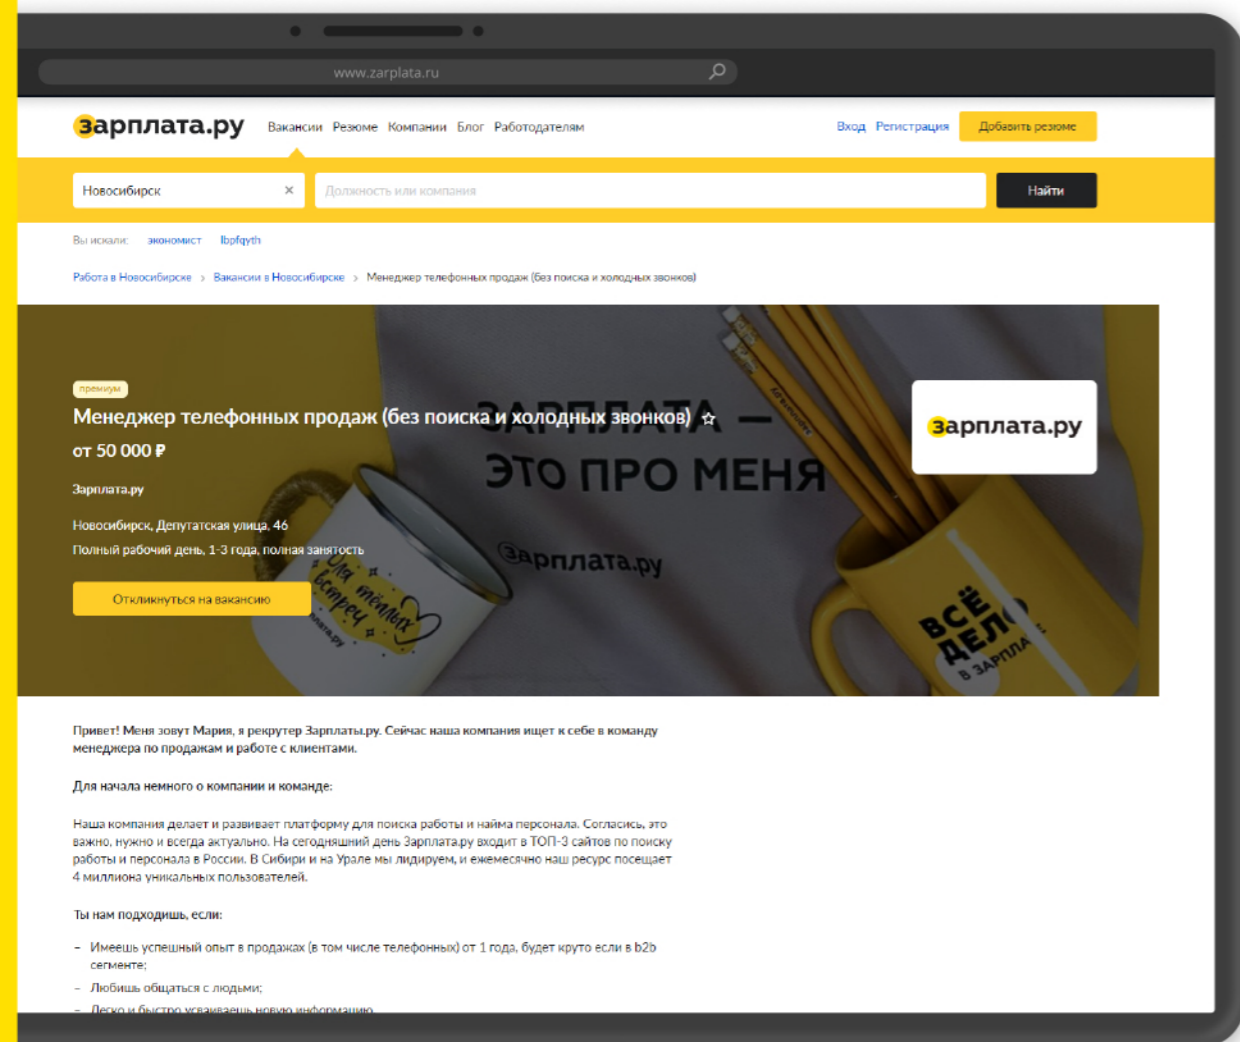 www.zarplata.ru
зарплата.ру Вакансии Резюме Компании Блог Работодателям Вход Регистрация Добавить резюме
Новосибирск × Должность или компания Найти
Вы искали: экономист lbpfqyth
Работа в Новосибирске > Вакансии в Новосибирске > Менеджер телефонных продаж (без поиска и холодных звонков)
премиум
Менеджер телефонных продаж (без поиска и холодных звонков)
от 50 000 ₽
Зарплата.ру
Новосибирск, Депутатская улица, 46
Полный рабочий день, 1-3 года, полная занятость
Откликнуться на вакансию
зарплата.ру
ЗАРПЛАТА —
ЭТО ПРО МЕНЯ
зарплата.ру
Для тёплых
встреч
ВСЁ
ДЕЛО
В ЗАРПЛА
Привет! Меня зовут Мария, я рекрутер Зарплаты.ру. Сейчас наша компания ищет к себе в команду
менеджера по продажам и работе с клиентами.
Для начала немного о компании и команде:
Наша компания делает и развивает платформу для поиска работы и найма персонала. Согласись, это
важно, нужно и всегда актуально. На сегодняшний день Зарплата.ру входит в ТОП-3 сайтов по поиску
работы и персонала в России. В Сибири и на Урале мы лидируем, и ежемесячно наш ресурс посещает
4 миллиона уникальных пользователей.
Ты нам подходишь, если:
– Имеешь успешный опыт в продажах (в том числе телефонных) от 1 года, будет круто если в b2b
сегменте;
– Любишь общаться с людьми;
– Легко и быстро усваиваешь новую информацию